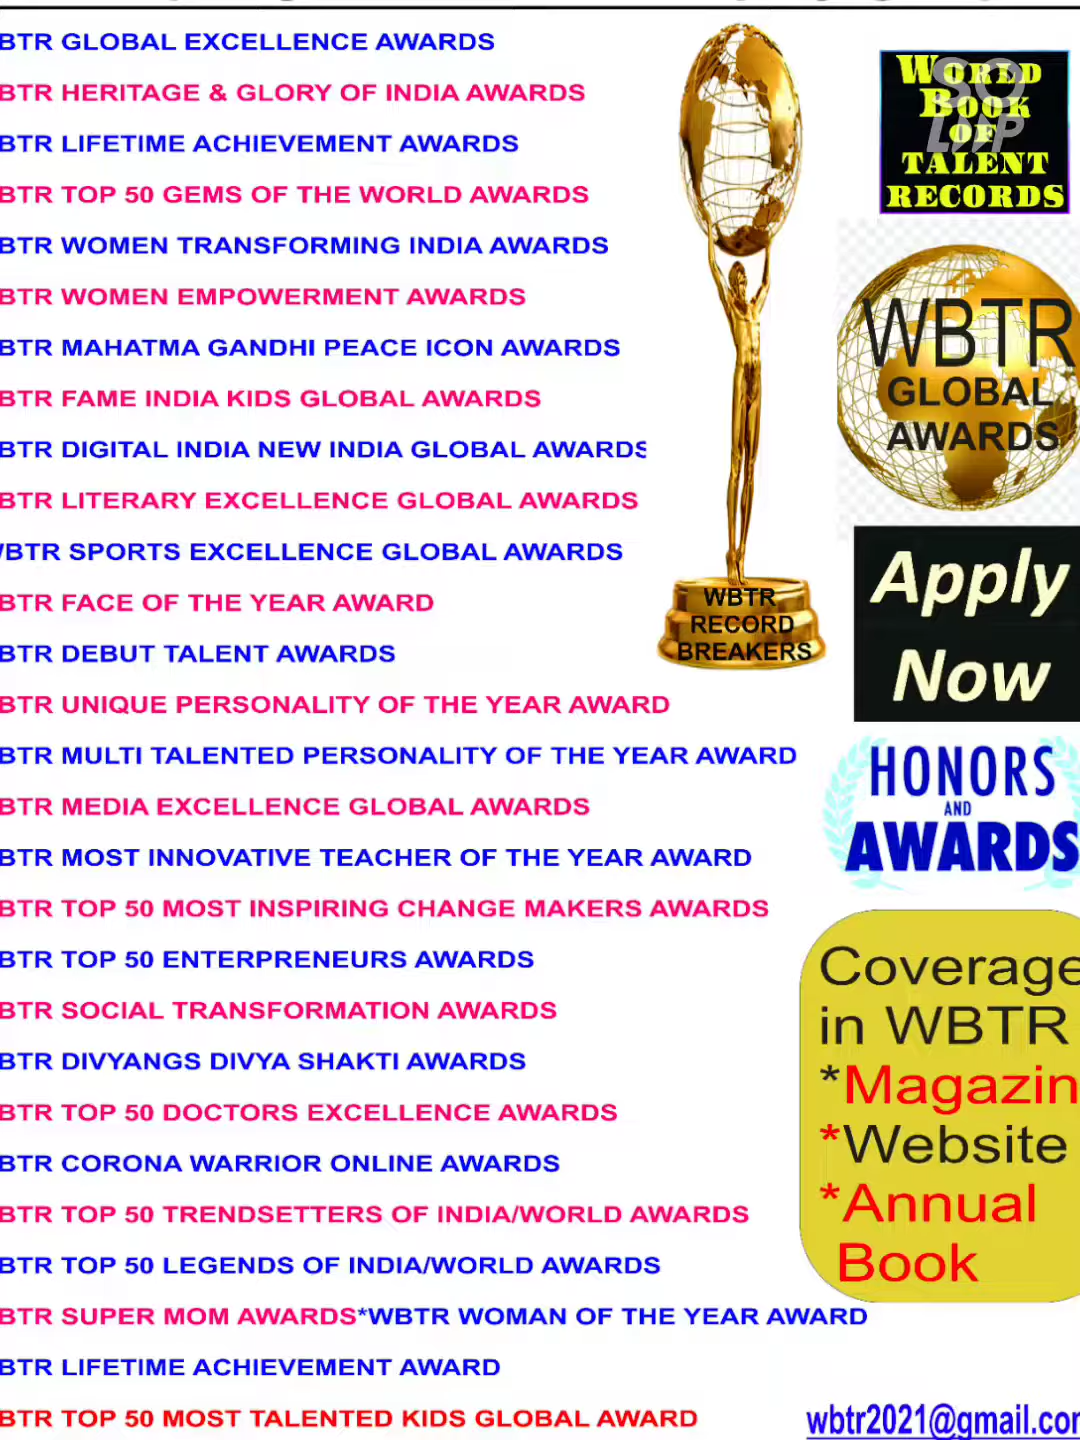 BTR GLOBAL EXCELLENCE AWARDS
BTR HERITAGE & GLORY OF INDIA AWARDS
BTR LIFETIME ACHIEVEMENT AWARDS
BTR TOP 50 GEMS OF THE WORLD AWARDS
BTR WOMEN TRANSFORMING INDIA AWARDS
BTR WOMEN EMPOWERMENT AWARDS
BTR MAHATMA GANDHI PEACE ICON AWARDS
BTR FAME INDIA KIDS GLOBAL AWARDS
BTR DIGITAL INDIA NEW INDIA GLOBAL AWARDS
BTR LITERARY EXCELLENCE GLOBAL AWARDS
WBTR SPORTS EXCELLENCE GLOBAL AWARDS
BTR FACE OF THE YEAR AWARD
BTR DEBUT TALENT AWARDS
BTR UNIQUE PERSONALITY OF THE YEAR AWARD
BTR MULTI TALENTED PERSONALITY OF THE YEAR AWARD
BTR MEDIA EXCELLENCE GLOBAL AWARDS
BTR MOST INNOVATIVE TEACHER OF THE YEAR AWARD
BTR TOP 50 MOST INSPIRING CHANGE MAKERS AWARDS
BTR TOP 50 ENTERPRENEURS AWARDS
BTR SOCIAL TRANSFORMATION AWARDS
BTR DIVYANGS DIVYA SHAKTI AWARDS
BTR TOP 50 DOCTORS EXCELLENCE AWARDS
BTR CORONA WARRIOR ONLINE AWARDS
BTR TOP 50 TRENDSETTERS OF INDIA/WORLD AWARDS
BTR TOP 50 LEGENDS OF INDIA/WORLD AWARDS
BTR SUPER MOM AWARDS*WBTR WOMAN OF THE YEAR AWARD
BTR LIFETIME ACHIEVEMENT AWARD
BTR TOP 50 MOST TALENTED KIDS GLOBAL AWARD
WBTR
RECORD
BREAKERS
WORLD
BOOK
OF
TALENT
RECORDS
WBTR
GLOBAL
AWARDS
Apply
Now
HONORS
AND
AWARDS
Coverage
in WBTR
*Magazin
*Website
*Annual
Book
wbtr2021@gmail.com